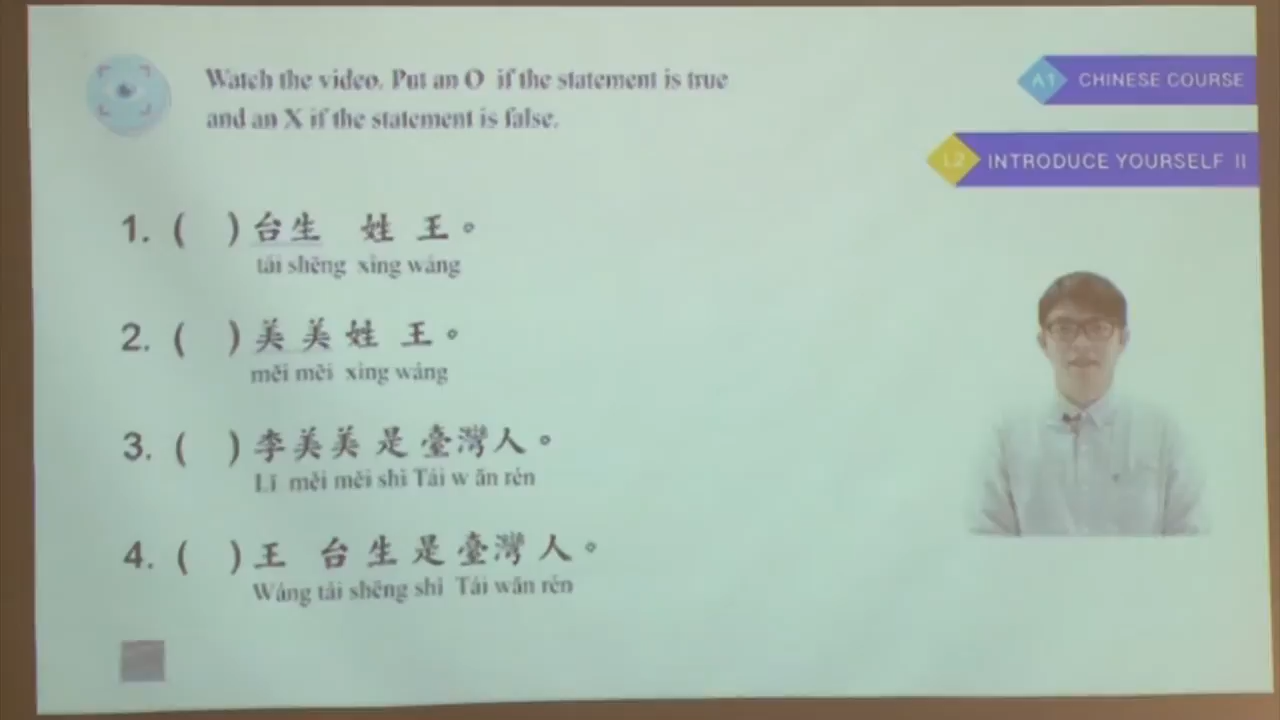 Watch the video. Put an O if the statement is true
and an X if the statement is false.
A1 CHINESE COURSE
L2 INTRODUCE YOURSELF II
1. ( ) 台生 姓 王。
tái shēng xìng wáng
2. ( ) 美 美 姓 王。
měi měi xìng wáng
3. ( ) 李 美 美 是 臺灣人。
Lǐ měi měi shì Tái w ān rén
4. ( ) 王 台 生 是 臺灣 人。
Wáng tái shēng shì Tái wān rén